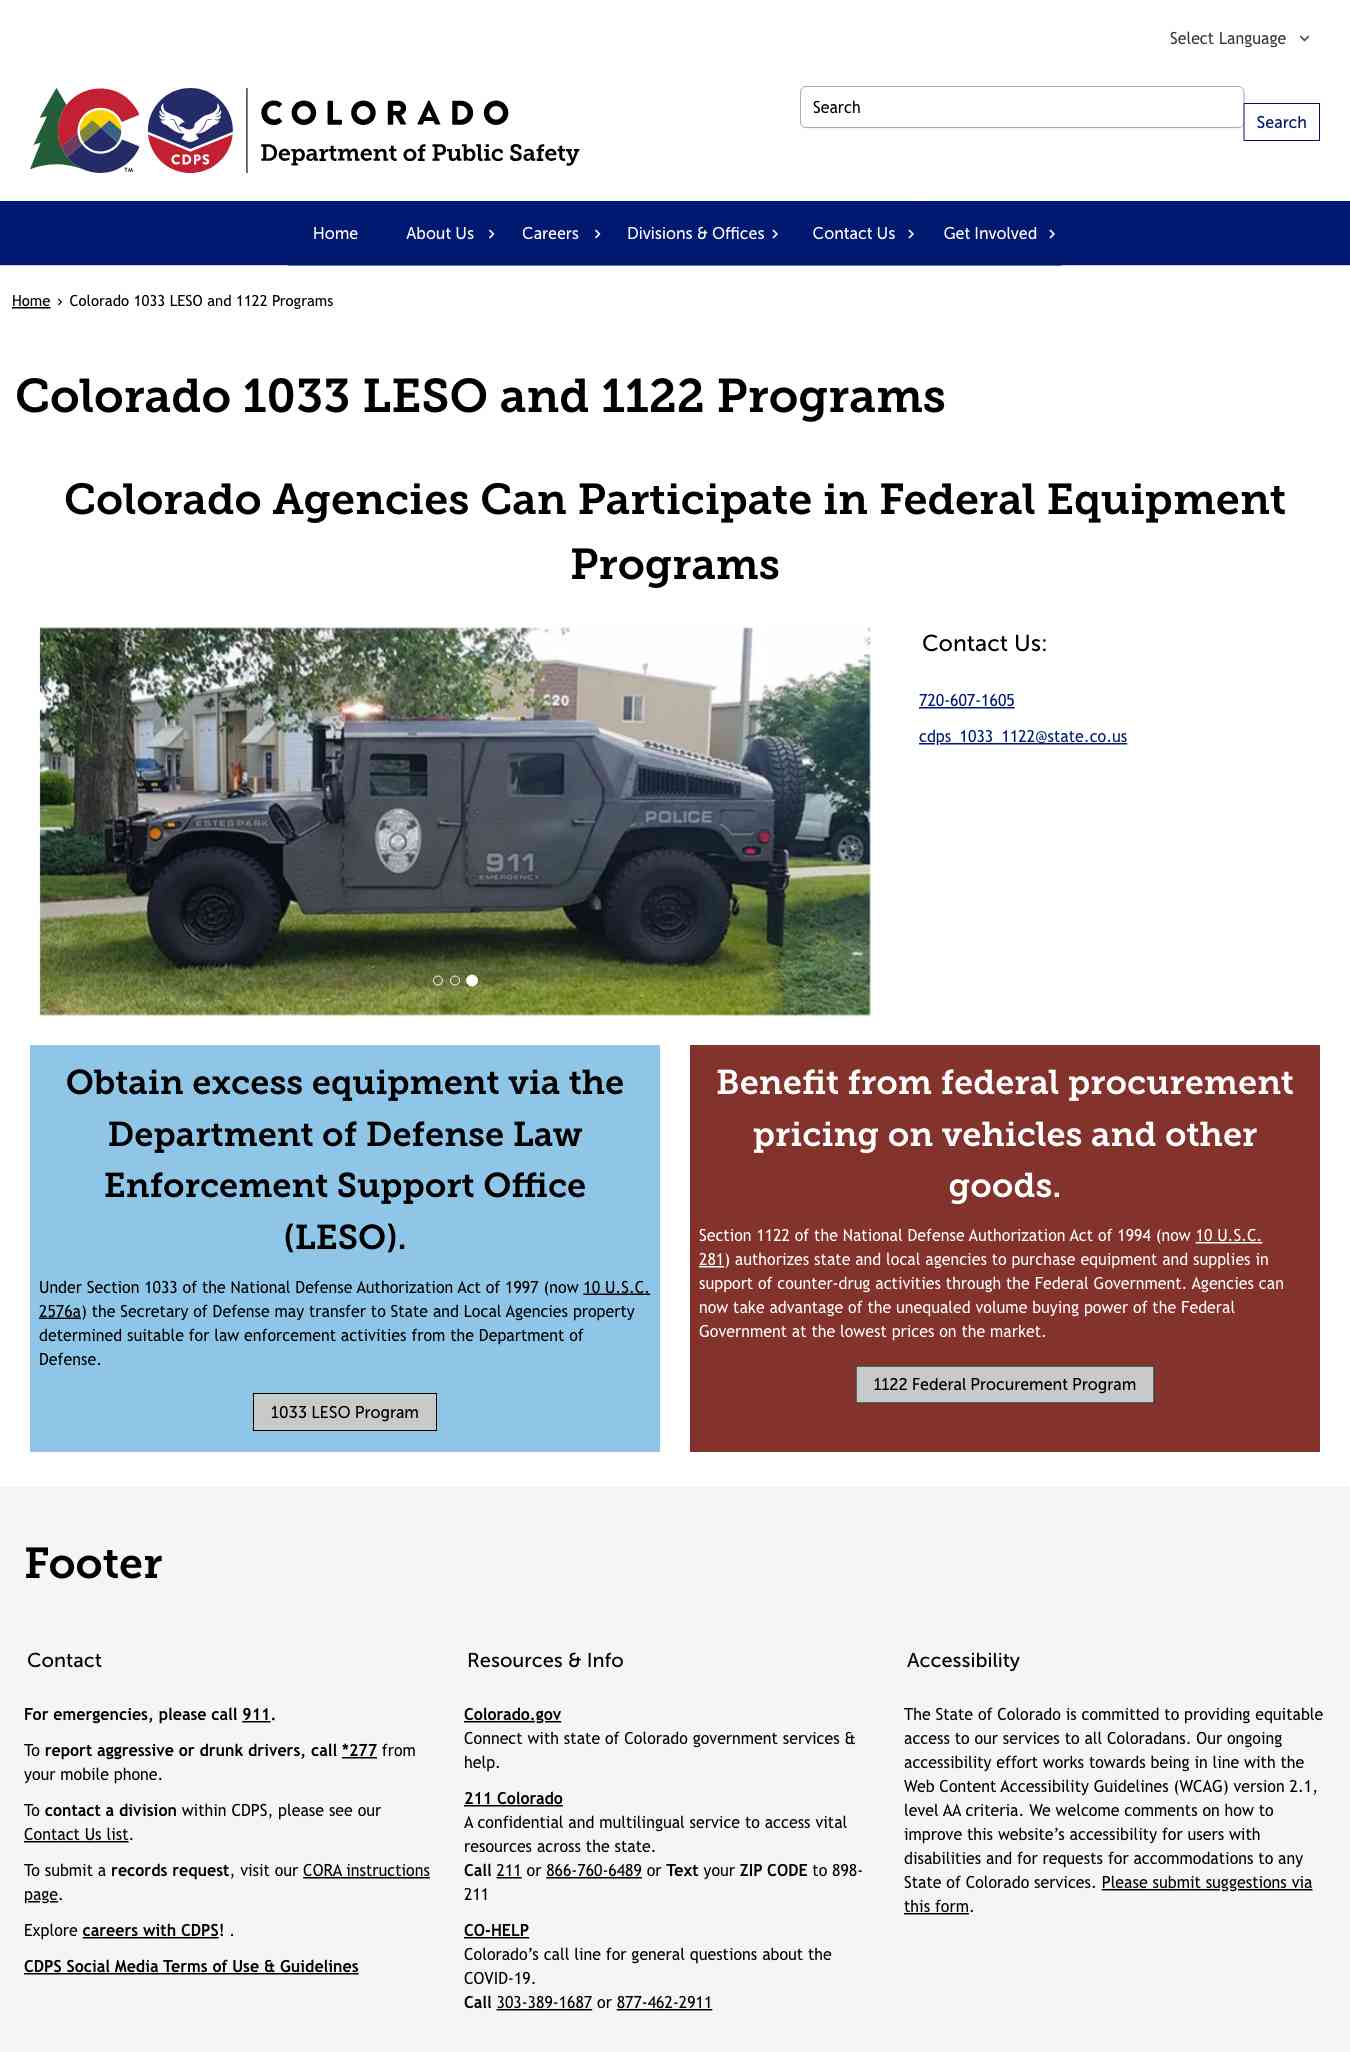 Select Language
CDPS
TM
COLORADO
Department of Public Safety
Search
Search
Home About Us Careers Divisions & Offices Contact Us Get Involved
Home › Colorado 1033 LESO and 1122 Programs
Colorado 1033 LESO and 1122 Programs
Colorado Agencies Can Participate in Federal Equipment
Programs
920
ESTES PARK
POLICE
911
EMERGENCY
Contact Us:
720-607-1605
cdps_1033_1122@state.co.us
Obtain excess equipment via the
Department of Defense Law
Enforcement Support Office
(LESO).
Under Section 1033 of the National Defense Authorization Act of 1997 (now 10 U.S.C.
2576a) the Secretary of Defense may transfer to State and Local Agencies property
determined suitable for law enforcement activities from the Department of
Defense.
1033 LESO Program
Benefit from federal procurement
pricing on vehicles and other
goods.
Section 1122 of the National Defense Authorization Act of 1994 (now 10 U.S.C.
281) authorizes state and local agencies to purchase equipment and supplies in
support of counter-drug activities through the Federal Government. Agencies can
now take advantage of the unequaled volume buying power of the Federal
Government at the lowest prices on the market.
1122 Federal Procurement Program
Footer
Contact
For emergencies, please call 911.
To report aggressive or drunk drivers, call *277 from
your mobile phone.
To contact a division within CDPS, please see our
Contact Us list.
To submit a records request, visit our CORA instructions
page.
Explore careers with CDPS! .
CDPS Social Media Terms of Use & Guidelines
Resources & Info
Colorado.gov
Connect with state of Colorado government services &
help.
211 Colorado
A confidential and multilingual service to access vital
resources across the state.
Call 211 or 866-760-6489 or Text your ZIP CODE to 898-
211
CO-HELP
Colorado’s call line for general questions about the
COVID-19.
Call 303-389-1687 or 877-462-2911
Accessibility
The State of Colorado is committed to providing equitable
access to our services to all Coloradans. Our ongoing
accessibility effort works towards being in line with the
Web Content Accessibility Guidelines (WCAG) version 2.1,
level AA criteria. We welcome comments on how to
improve this website’s accessibility for users with
disabilities and for requests for accommodations to any
State of Colorado services. Please submit suggestions via
this form.